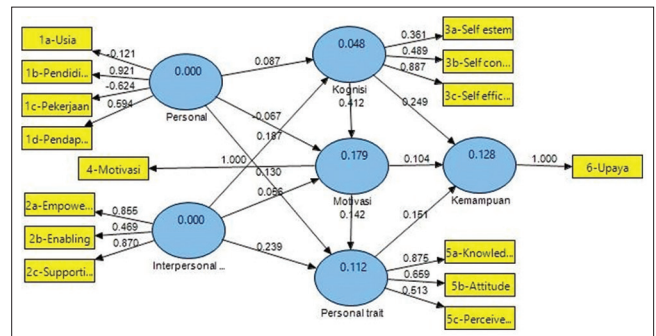 1a-Usia
1b-Pendidi...
1c-Pekerjaan
1d-Pendap...
-0.121
0.921
-0.624
0.594
0.000
Personal
0.087
-0.067
0.187
0.130
0.048
Kognisi
0.412
0.361
0.489
0.887
3a-Self estem
3b-Self con...
3c-Self effic...
0.249
4-Motivasi
1.000
0.179
Motivasi
0.142
0.104
0.128
Kemampuan
1.000
6-Upaya
2a-Empowe...
2b-Enabling
2c-Supporti...
0.855
0.469
0.870
0.000
Interpersonal ...
0.239
0.151
0.112
Personal trait
0.875
0.659
0.513
5a-Knowled...
5b-Attitude
5c-Perceive...